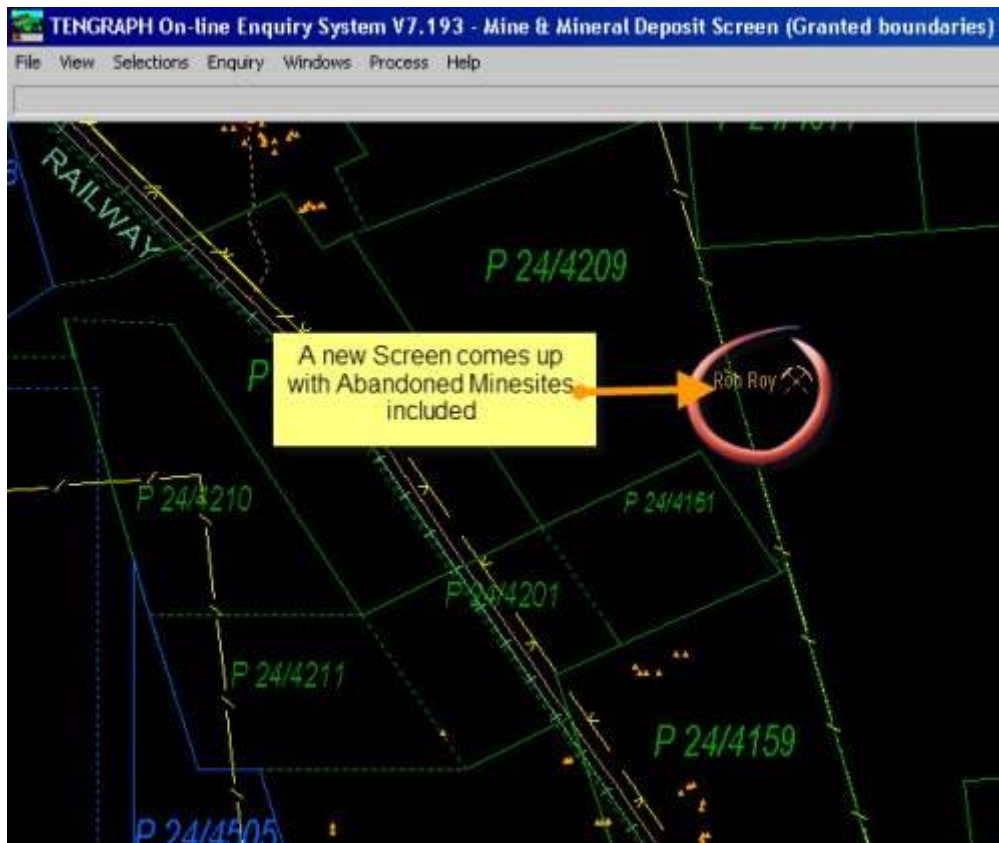 TENGRAPH On-line Enquiry System V7.193 - Mine & Mineral Deposit Screen (Granted boundaries)
File View Selections Enquiry Windows Process Help
RAILWAY
P 24/4209
A new Screen comes up
with Abandoned Minesites
included
P
Rob Roy
P 24/4210
P 24/4161
P 24/4201
P 24/4211
P 24/4159
P 24/4505